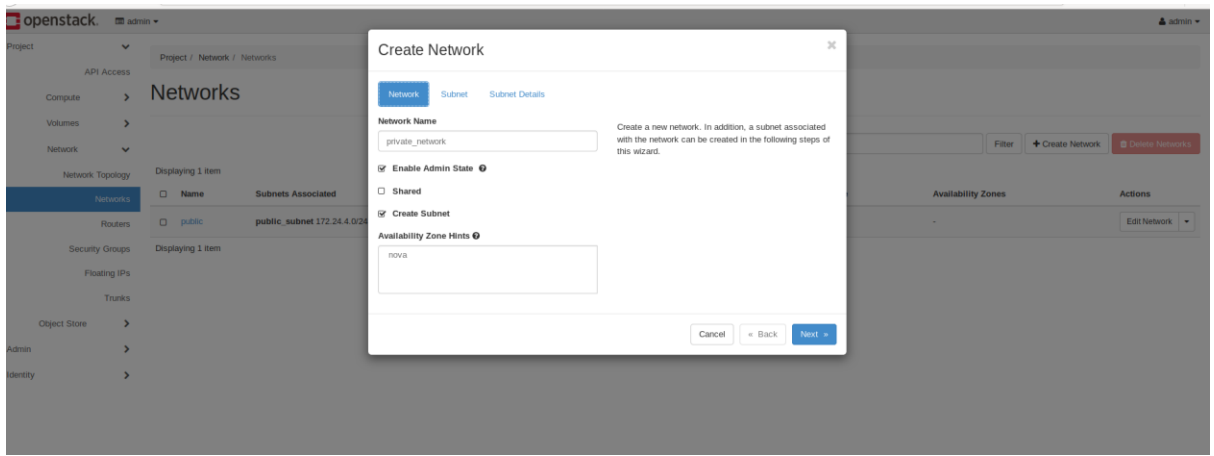 openstack. admin admin
Project
API Access
Compute
Volumes
Network
Network Topology
Networks
Routers
Security Groups
Floating IPs
Trunks
Object Store
Admin
Identity
Project / Network / Networks
Networks
Filter + Create Network Delete Networks
Displaying 1 item
Name Subnets Associated Availability Zones Actions
public public_subnet 172.24.4.0/24 - Edit Network
Displaying 1 item
Create Network ×
Network Subnet Subnet Details
Network Name
private_network
Enable Admin State
Shared
Create Subnet
Availability Zone Hints
nova
Create a new network. In addition, a subnet associated
with the network can be created in the following steps of
this wizard.
Cancel « Back Next »